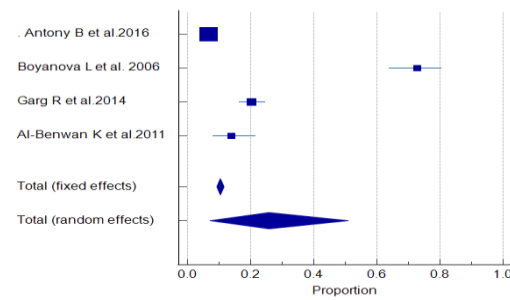 . Antony B et al.2016
Boyanova L et al. 2006
Garg R et al.2014
Al-Benwan K et al.2011
Total (fixed effects)
Total (random effects)
0.0 0.2 0.4 0.6 0.8 1.0
Proportion